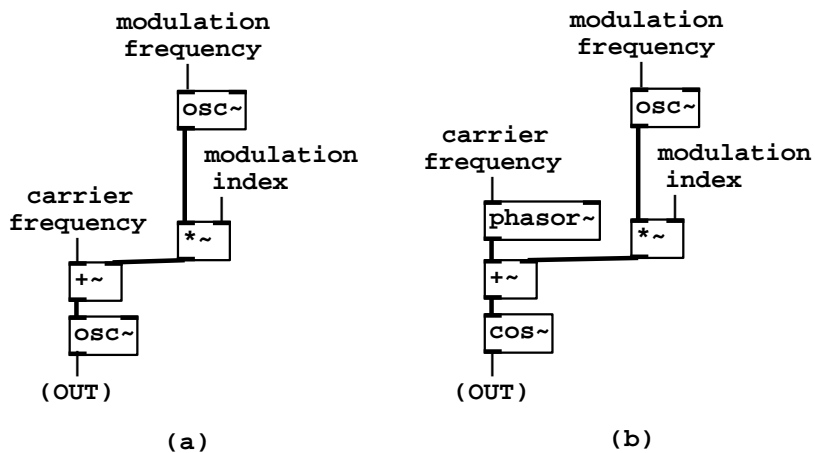 modulation
frequency
osc~
modulation
index
carrier
frequency
*~
+~
osc~
(OUT)
(a)
modulation
frequency
osc~
carrier
frequency
modulation
index
phasor~
*~
+~
cos~
(OUT)
(b)